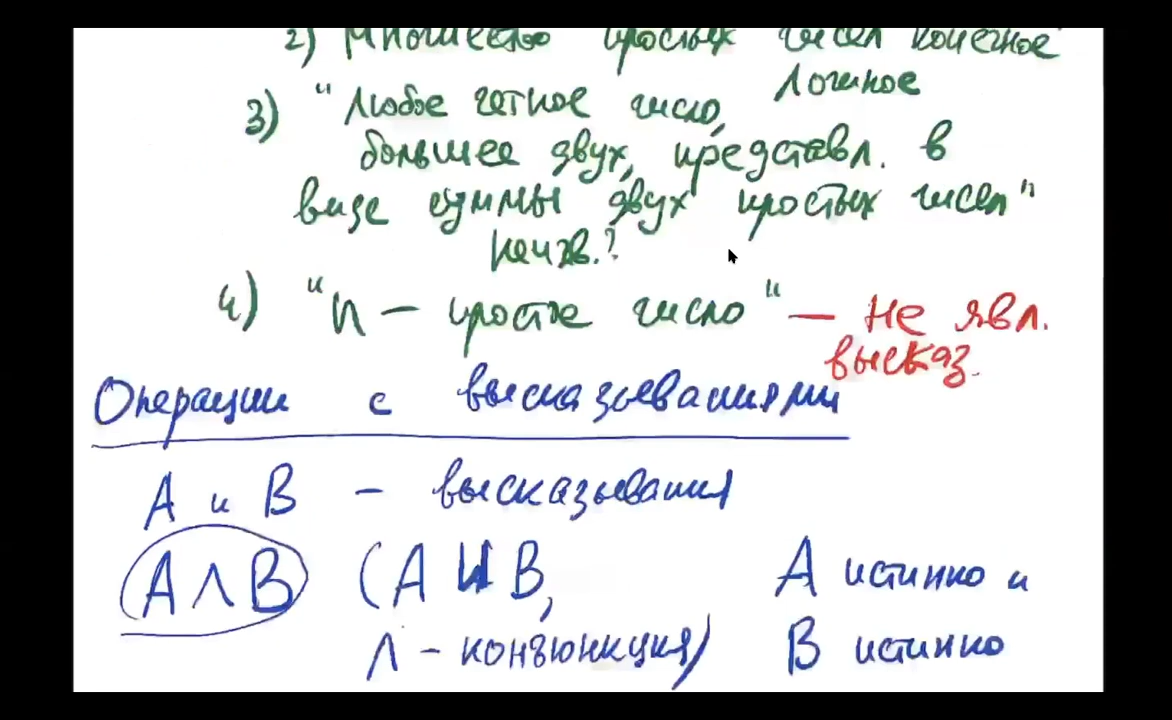 2) Множество простых чисел конечное
Ложное
3) "Любое четное число,
большее двух, представл. в
виде суммы двух простых чисел"
Неизв.?
4) "n – простое число" — Не явл.
высказ.
Операции с высказываниями
А и В – высказывания
A∧B (А И В, А истинно и
∧ – конъюнкция) В истинно